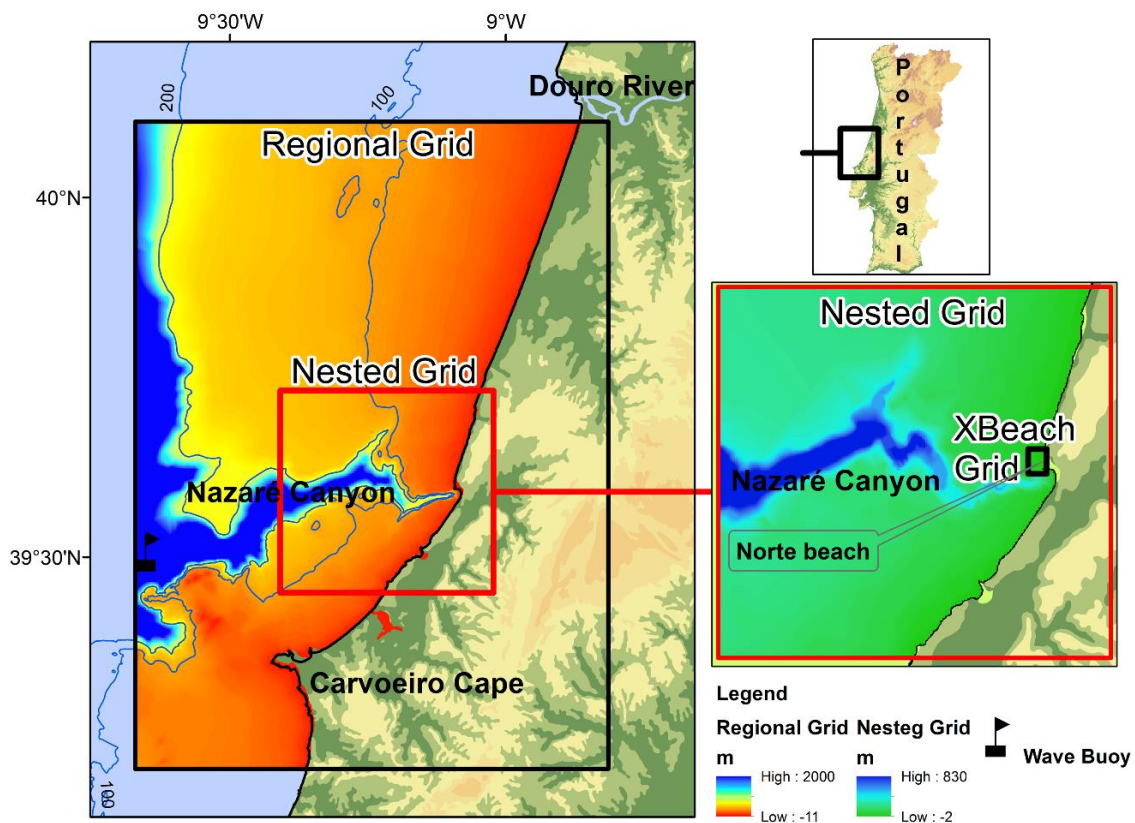 9°30'W
9°W
Douro River
200
100
Regional Grid
40°N
Nested Grid
Nazaré Canyon
39°30'N
Carvoeiro Cape
100
Portugal
Nested Grid
XBeach
Grid
Nazaré Canyon
Norte beach
Legend
Regional Grid
m
High : 2000
Low : -11
Nesteg Grid
m
High : 830
Low : -2
Wave Buoy